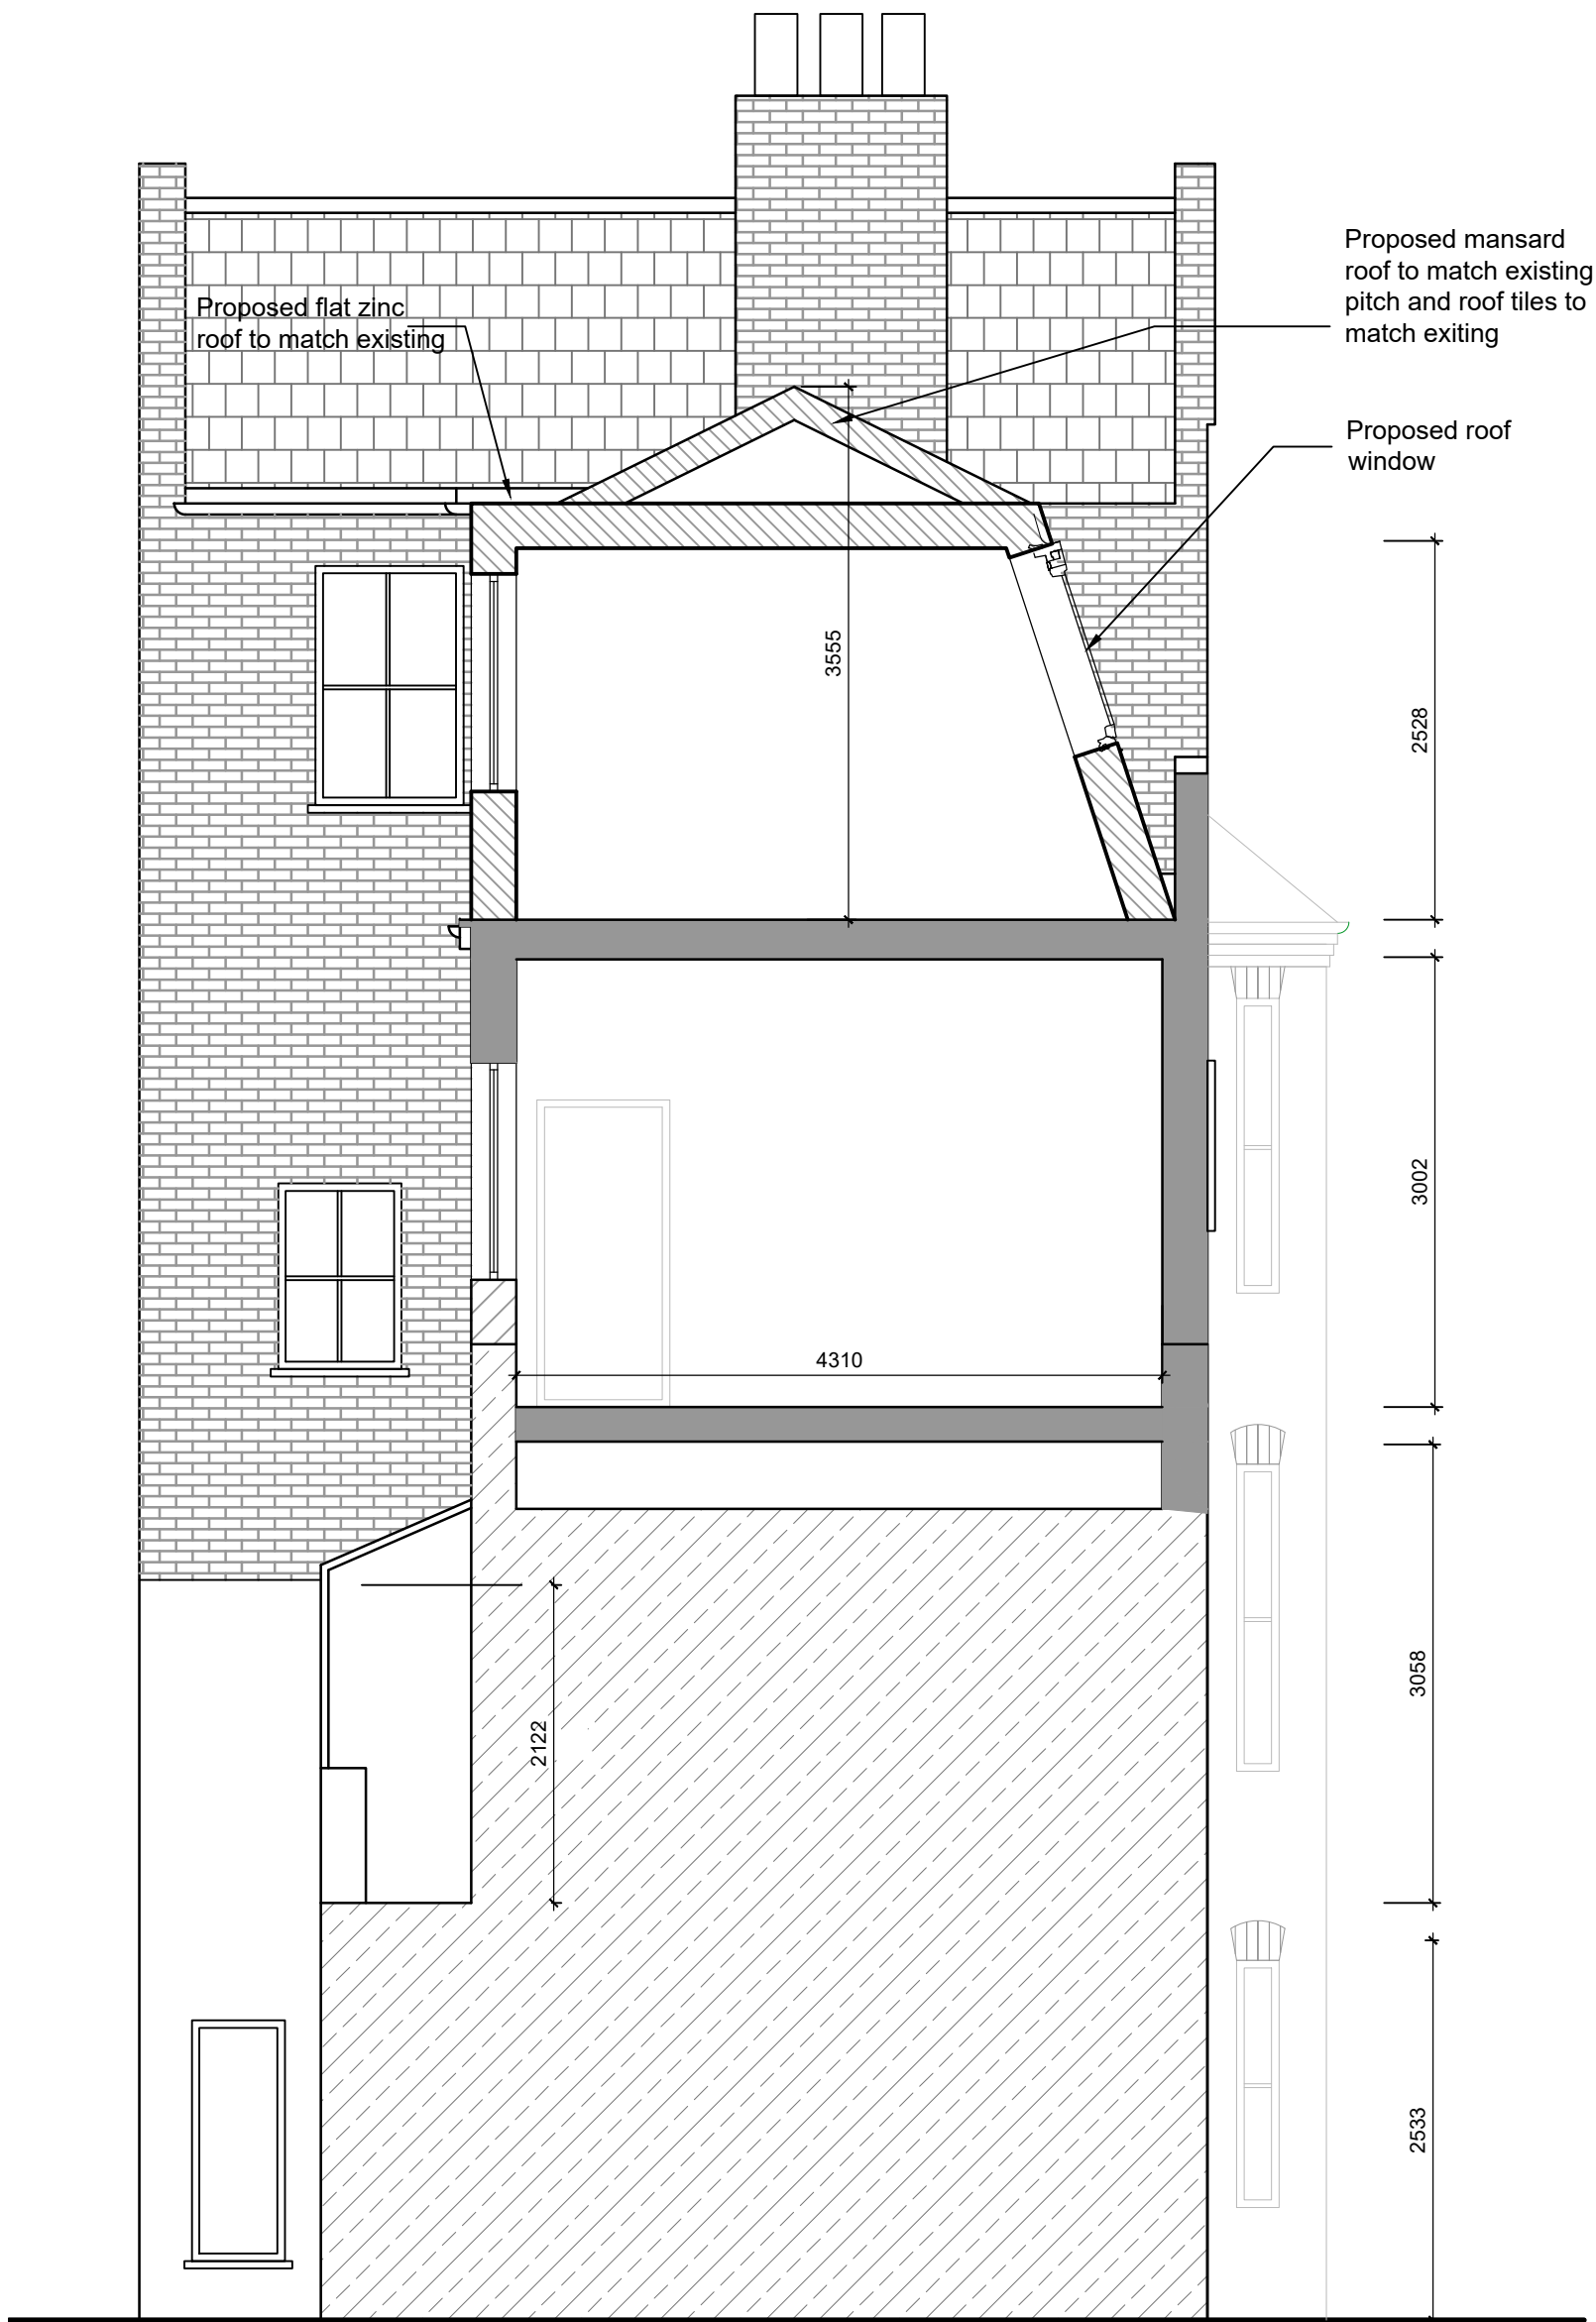 Proposed mansard
roof to match existing
pitch and roof tiles to
match exiting
Proposed flat zinc
roof to match existing
Proposed roof
window
3555
2528
3002
4310
3058
2122
2533